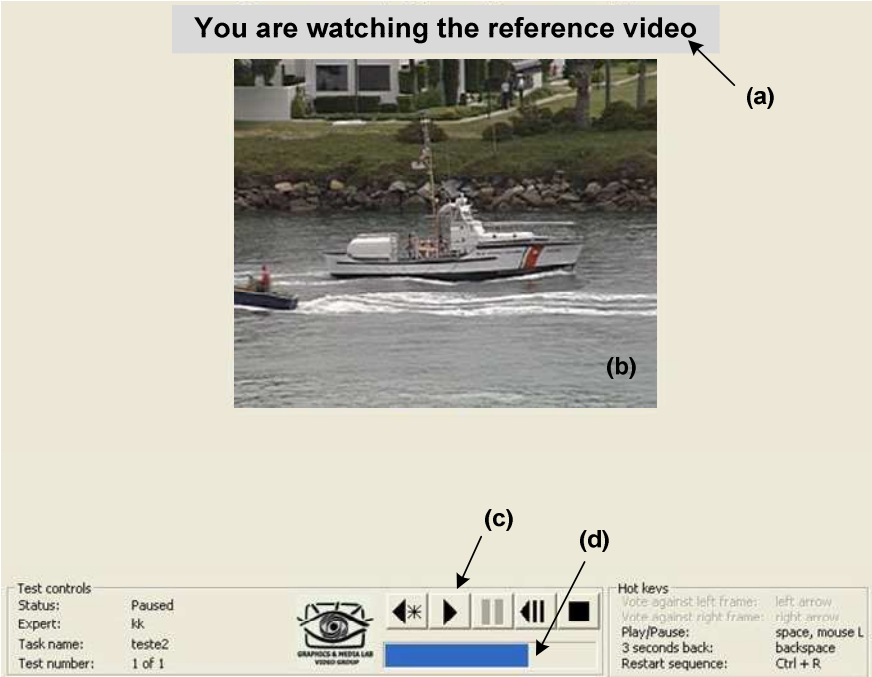 You are watching the reference video
(a)
(b)
(c)
(d)
Test controls
Status: Paused
Expert: kk
Task name: teste2
Test number: 1 of 1
GRAPHICS & MEDIA LAB
VIDEO GROUP
Hot keys
Vote against left frame: left arrow
Vote against right frame: right arrow
Play/Pause: space, mouse L
3 seconds back: backspace
Restart sequence: Ctrl + R